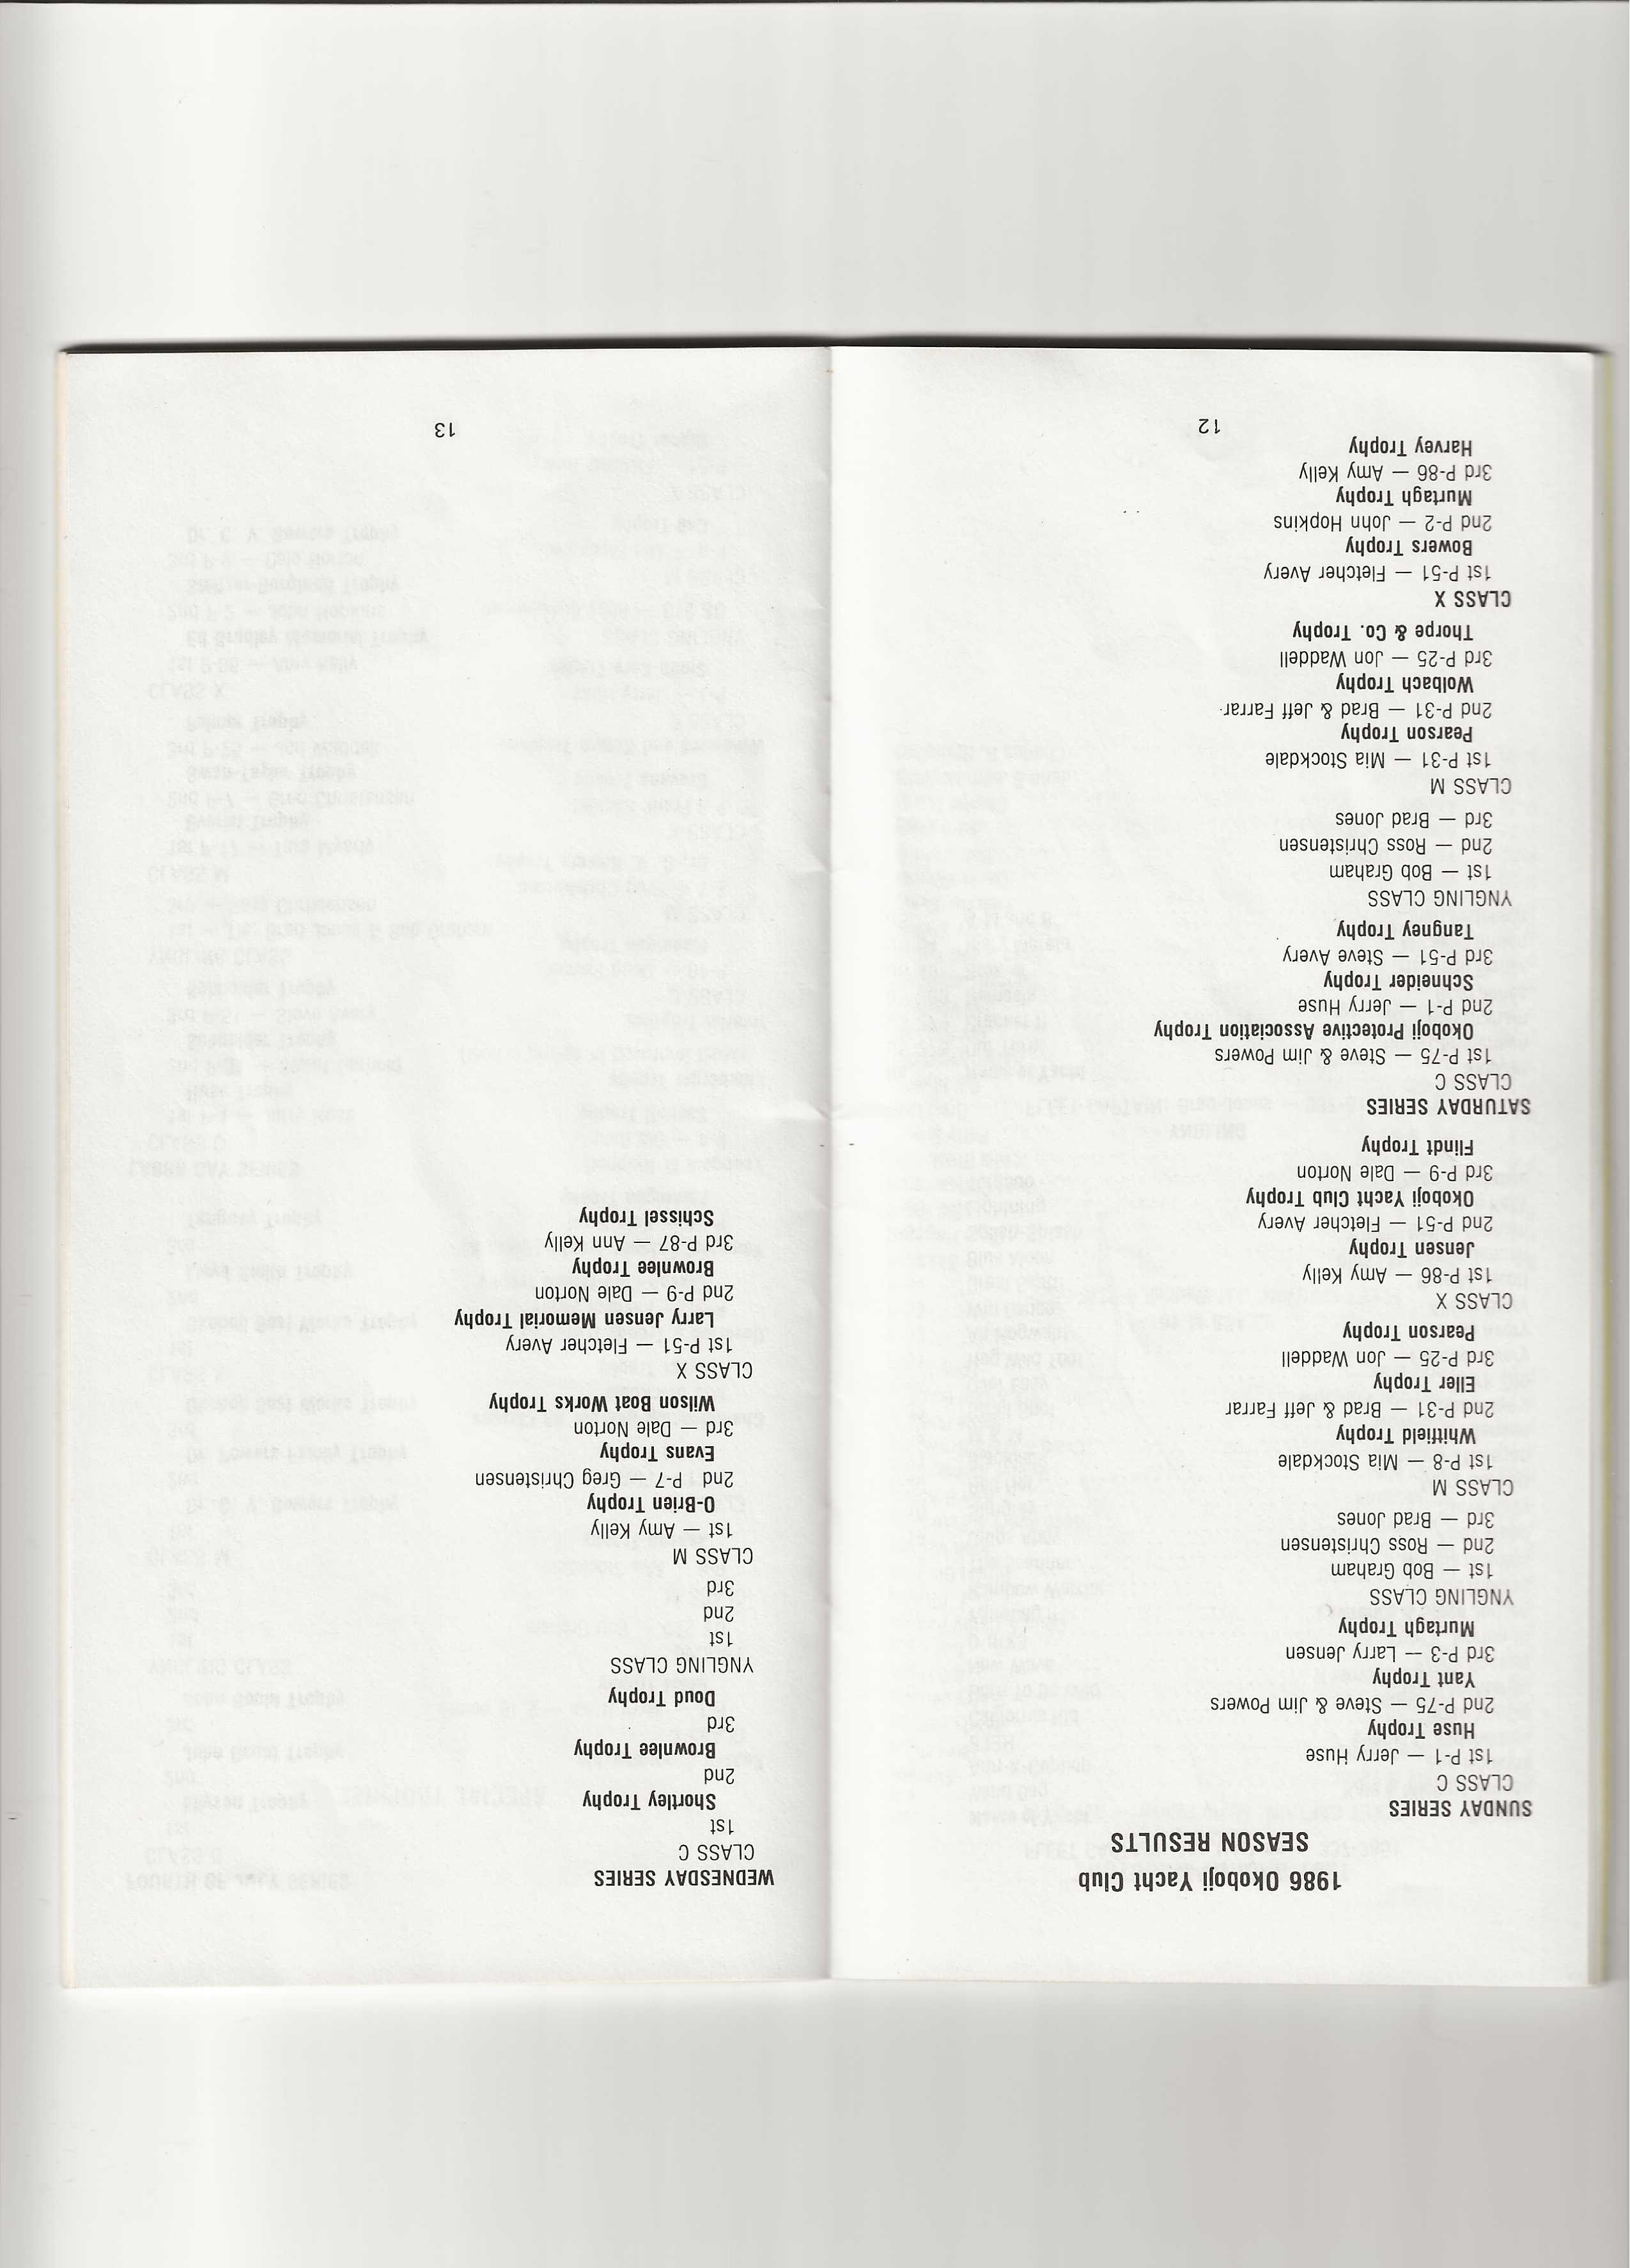 1986 Okoboji Yacht Club
SEASON RESULTS
SUNDAY SERIES
CLASS C
1st P-1 — Jerry Huse
Huse Trophy
2nd P-75 — Steve & Jim Powers
Yant Trophy
3rd P-3 — Larry Jensen
Murtagh Trophy
YNGLING CLASS
1st — Bob Graham
2nd — Ross Christensen
3rd — Brad Jones
CLASS M
1st P-8 — Mia Stockdale
Whitfield Trophy
2nd P-31 — Brad & Jeff Farrar
Eller Trophy
3rd P-25 — Jon Waddell
Pearson Trophy
CLASS X
1st P-86 — Amy Kelly
Jensen Trophy
2nd P-51 — Fletcher Avery
Okoboji Yacht Club Trophy
3rd P-9 — Dale Norton
Flindt Trophy
SATURDAY SERIES
CLASS C
1st P-75 — Steve & Jim Powers
Okoboji Protective Association Trophy
2nd P-1 — Jerry Huse
Schneider Trophy
3rd P-51 — Steve Avery
Tangney Trophy
YNGLING CLASS
1st — Bob Graham
2nd — Ross Christensen
3rd — Brad Jones
CLASS M
1st P-31 — Mia Stockdale
Pearson Trophy
2nd P-31 — Brad & Jeff Farrar
Wolbach Trophy
3rd P-25 — Jon Waddell
Thorpe & Co. Trophy
CLASS X
1st P-51 — Fletcher Avery
Bowers Trophy
2nd P-2 — John Hopkins
Murtagh Trophy
3rd P-86 — Amy Kelly
Harvey Trophy
12
WEDNESDAY SERIES
CLASS C
1st
Shortley Trophy
2nd
Brownlee Trophy
3rd
Doud Trophy
YNGLING CLASS
1st
2nd
3rd
CLASS M
1st — Amy Kelly
O-Brien Trophy
2nd P-7 — Greg Christensen
Evans Trophy
3rd — Dale Norton
Wilson Boat Works Trophy
CLASS X
1st P-51 — Fletcher Avery
Larry Jensen Memorial Trophy
2nd P-9 — Dale Norton
Brownlee Trophy
3rd P-87 — Ann Kelly
Schissel Trophy
13